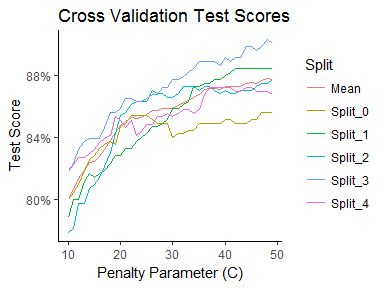 Cross Validation Test Scores
Test Score
88%
84%
80%
10
20
30
40
50
Penalty Parameter (C)
Split
Mean
Split_0
Split_1
Split_2
Split_3
Split_4